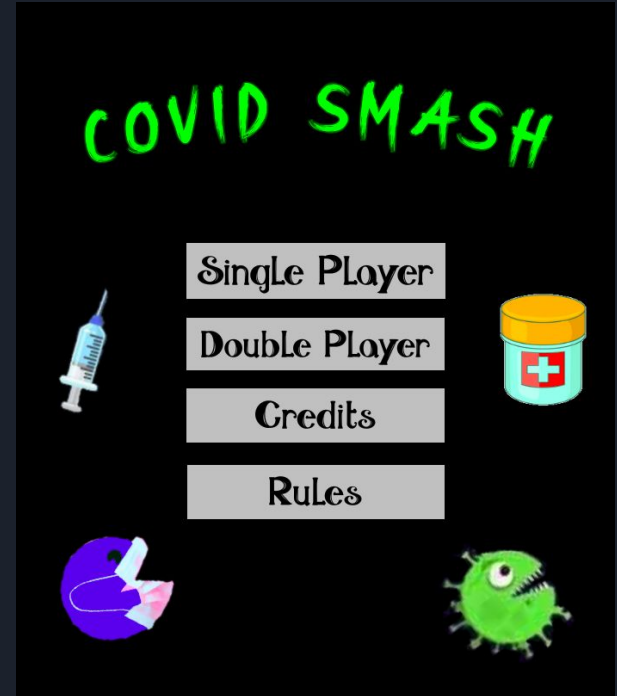 COVID SMASH
Single Player
Double Player
Credits
Rules